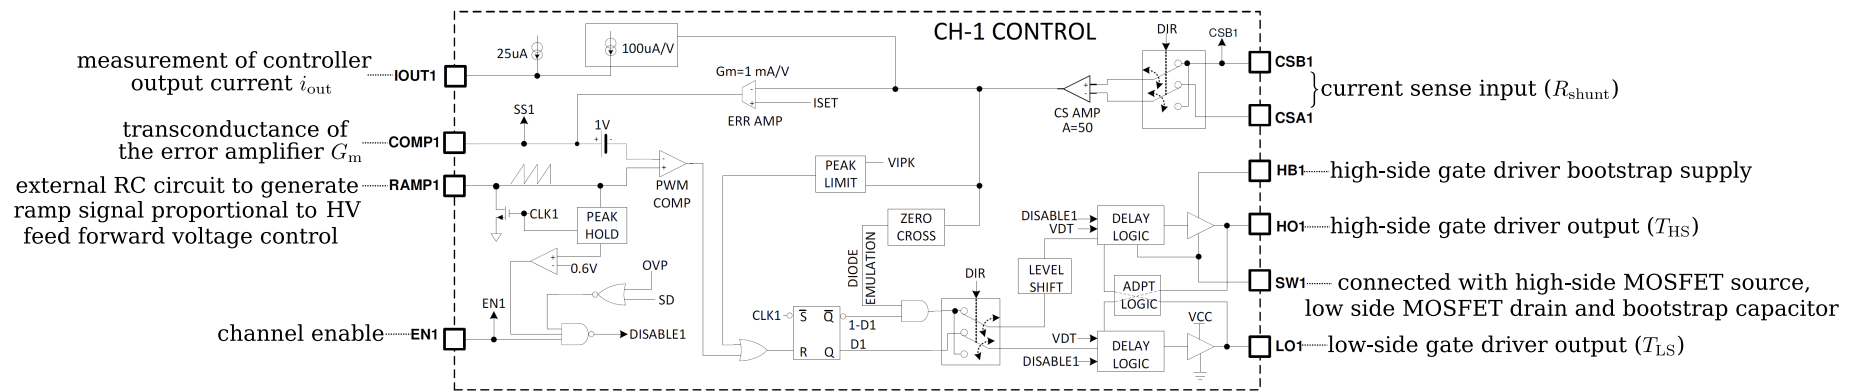 CH-1 CONTROL
measurement of controller
output current i_out
IOUT1
25uA
100uA/V
Gm=1 mA/V
ISET
ERR AMP
CS AMP
A=50
DIR
CSB1
CSB1
CSA1
current sense input (R_shunt)
transconductance of
the error amplifier G_m
COMP1
SS1
1V
+ -
-
+
PWM
COMP
external RC circuit to generate
ramp signal proportional to HV
feed forward voltage control
RAMP1
CLK1
PEAK
HOLD
0.6V
OVP
SD
channel enable
EN1
EN1
DISABLE1
PEAK
LIMIT
VIPK
ZERO
CROSS
DIODE
EMULATION
CLK1
S̅ Q̅
R Q
1-D1
D1
DIR
LEVEL
SHIFT
DISABLE1
VDT
DELAY
LOGIC
ADPT
LOGIC
VDT
DISABLE1
DELAY
LOGIC
VCC
HB1
high-side gate driver bootstrap supply
HO1
high-side gate driver output (T_HS)
SW1
connected with high-side MOSFET source,
low side MOSFET drain and bootstrap capacitor
LO1
low-side gate driver output (T_LS)